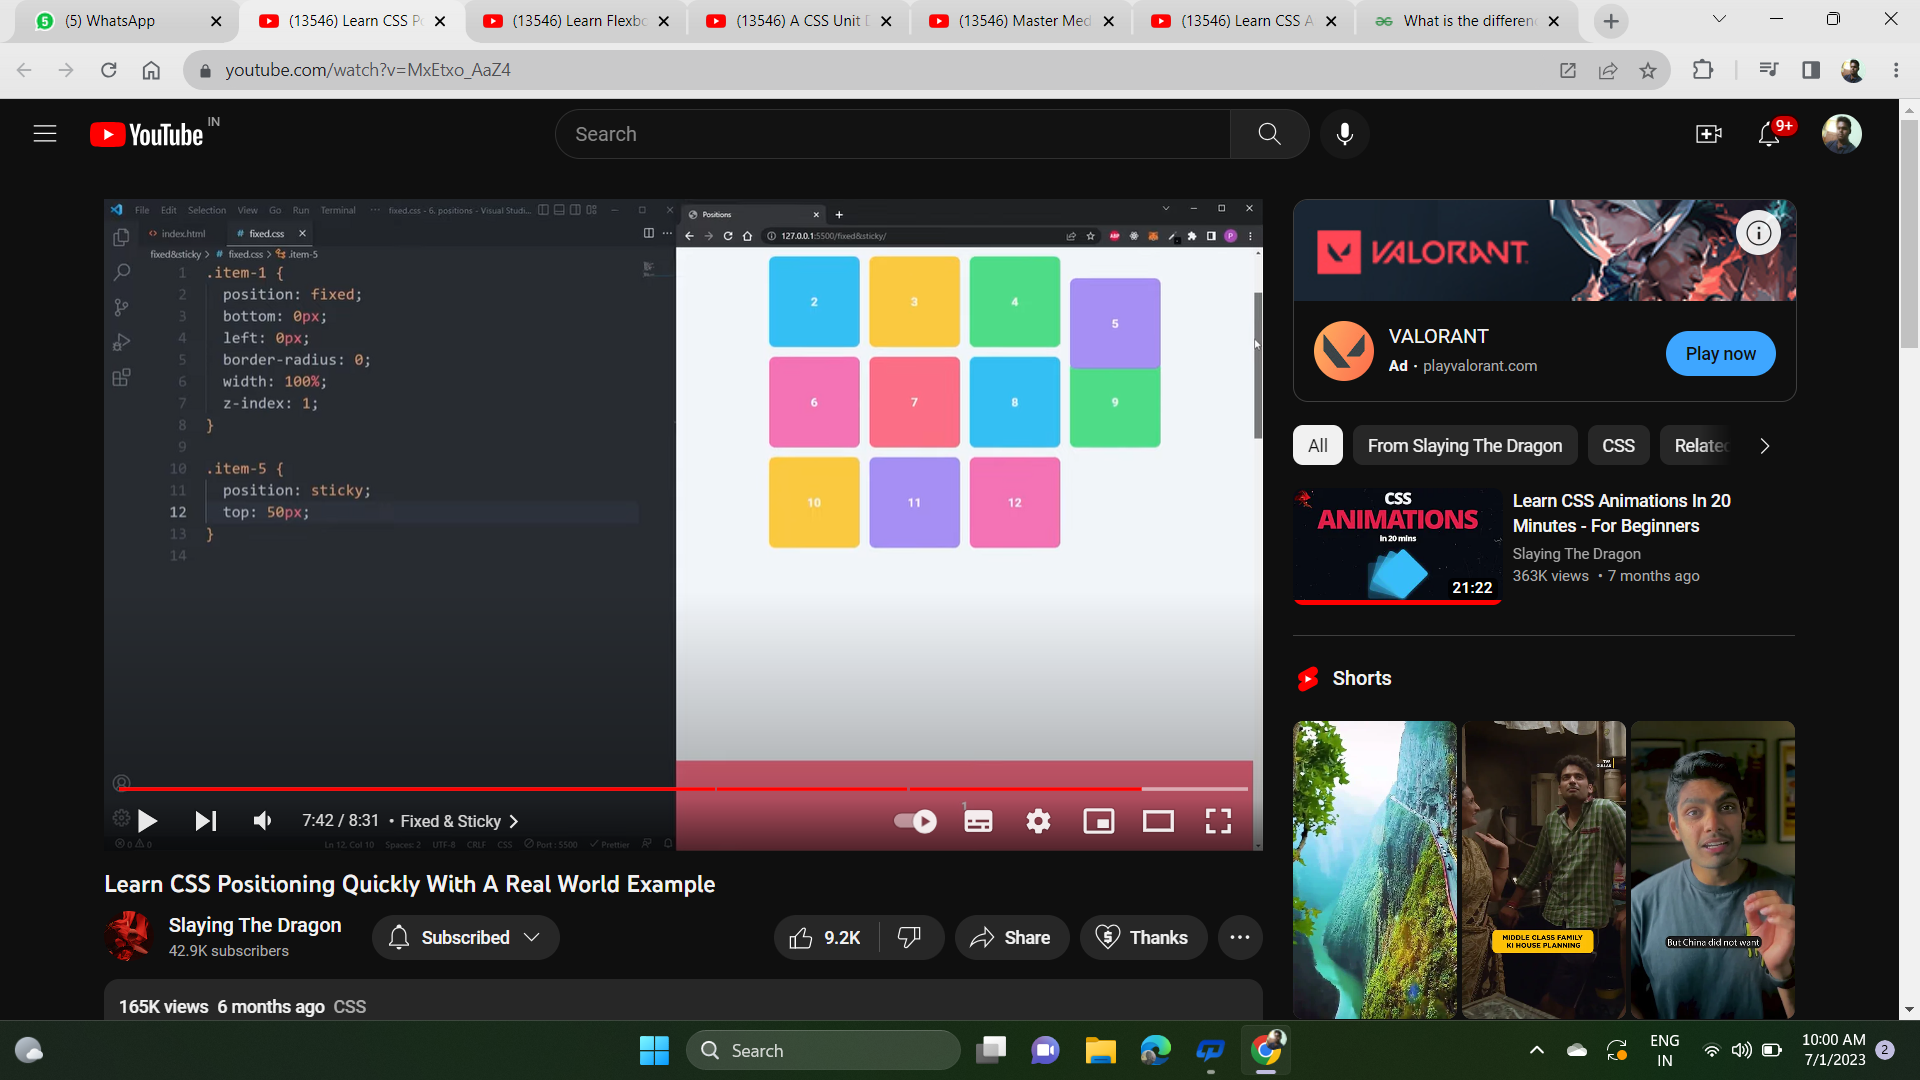 (5) WhatsApp
(13546) Learn CSS P
(13546) Learn Flexbo
(13546) A CSS Unit
(13546) Master Med
(13546) Learn CSS A
What is the differen
youtube.com/watch?v=MxEtxo_AaZ4
YouTube IN
Search
9+
File Edit Selection View Go Run Terminal ··· fixed.css - 6. positions - Visual Studi...
index.html
# fixed.css
fixed&sticky > # fixed.css > .item-5
1 .item-1 {
2 position: fixed;
3 bottom: 0px;
4 left: 0px;
5 border-radius: 0;
6 width: 100%;
7 z-index: 1;
8 }
9
10 .item-5 {
11 position: sticky;
12 top: 50px;
13 }
14
Positions
127.0.0.1:5500/fixed&sticky/
2
3
4
5
6
7
8
9
10
11
12
1
7:42 / 8:31 • Fixed & Sticky
Ln 12, Col 10 Spaces: 2 UTF-8 CRLF CSS Port : 5500 Prettier
Learn CSS Positioning Quickly With A Real World Example
Slaying The Dragon
42.9K subscribers
Subscribed
9.2K
Share
Thanks
165K views 6 months ago CSS
VALORANT
VALORANT
Ad · playvalorant.com
Play now
All
From Slaying The Dragon
CSS
Related
CSS
ANIMATIONS
In 20 mins
21:22
Learn CSS Animations In 20
Minutes - For Beginners
Slaying The Dragon
363K views • 7 months ago
Shorts
MIDDLE CLASS FAMILY
KI HOUSE PLANNING
But China did not want
Search
ENG
IN
10:00 AM
7/1/2023
2